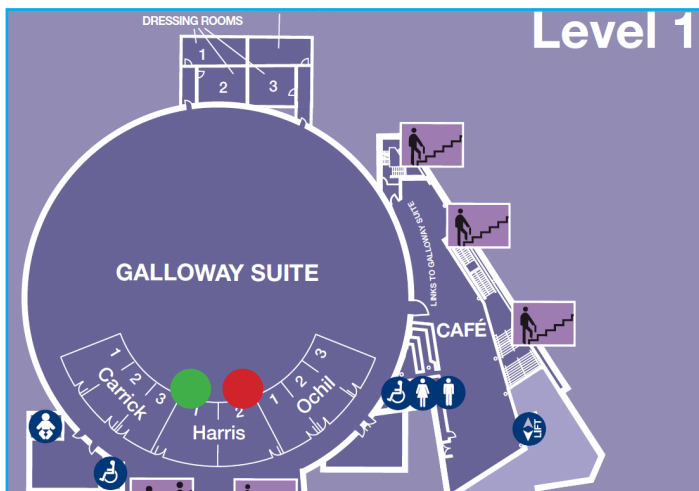 DRESSING ROOMS
Level 1
1
2
3
GALLOWAY SUITE
LINKS TO GALLOWAY SUITE
CAFÉ
1
2
3
Carrick
1
2
Harris
1
2
3
Ochil
LIFT